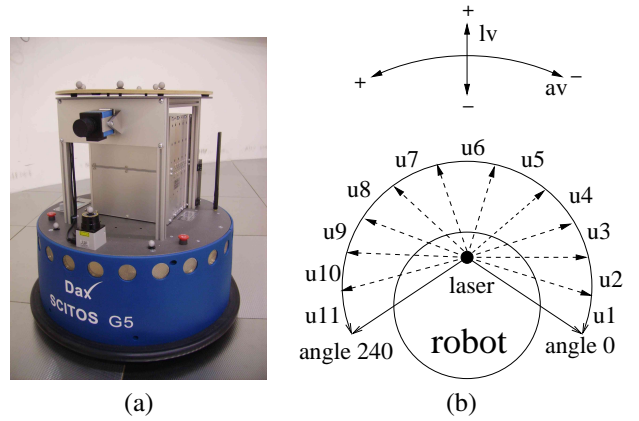 Dax
SCITOS G5
(a)
+
lv
+
−
av
−
u6
u7
u5
u8
u4
u9
u3
u10
u2
laser
u11
u1
angle 240
robot
angle 0
(b)